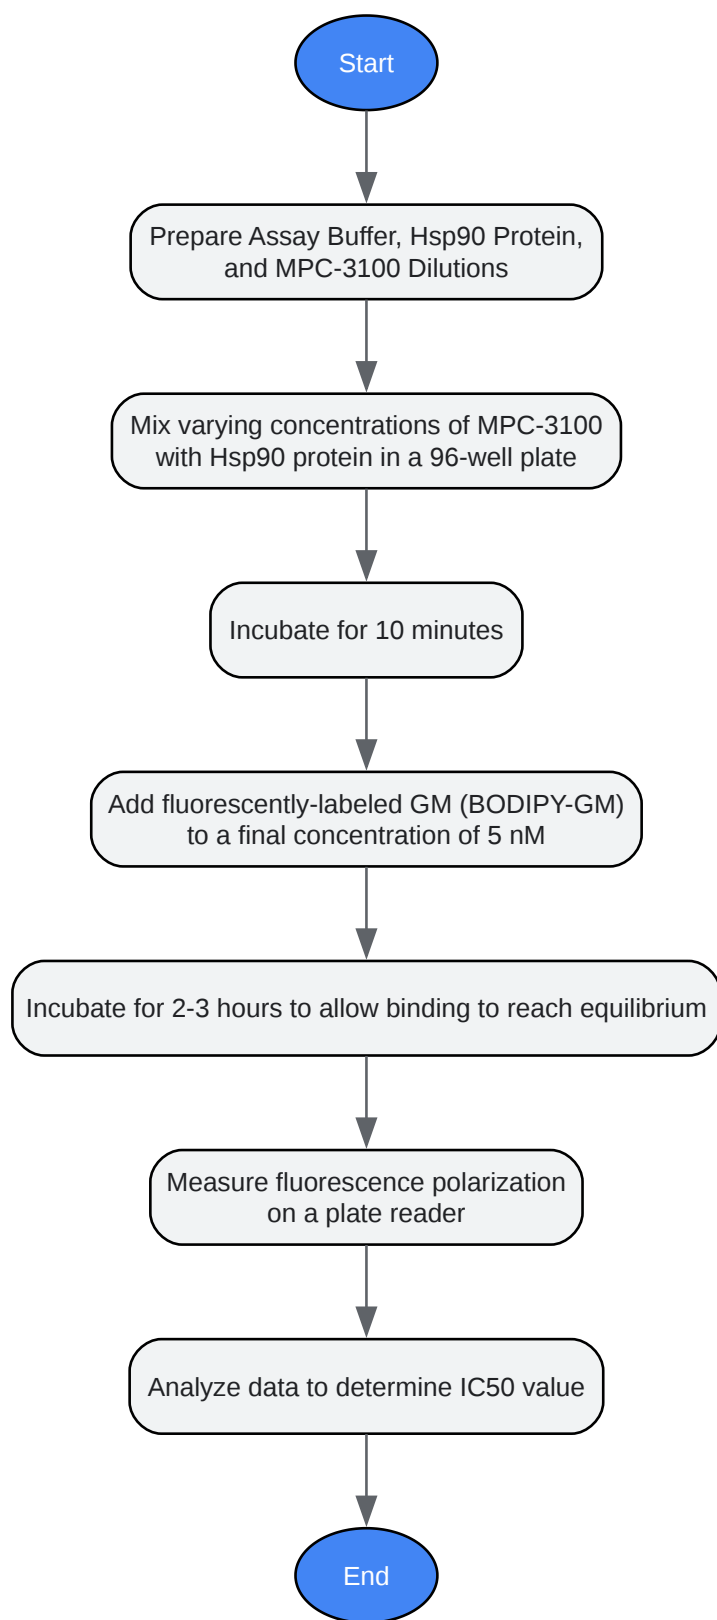 Start
Prepare Assay Buffer, Hsp90 Protein,
and MPC-3100 Dilutions
Mix varying concentrations of MPC-3100
with Hsp90 protein in a 96-well plate
Incubate for 10 minutes
Add fluorescently-labeled GM (BODIPY-GM)
to a final concentration of 5 nM
Incubate for 2-3 hours to allow binding to reach equilibrium
Measure fluorescence polarization
on a plate reader
Analyze data to determine IC50 value
End